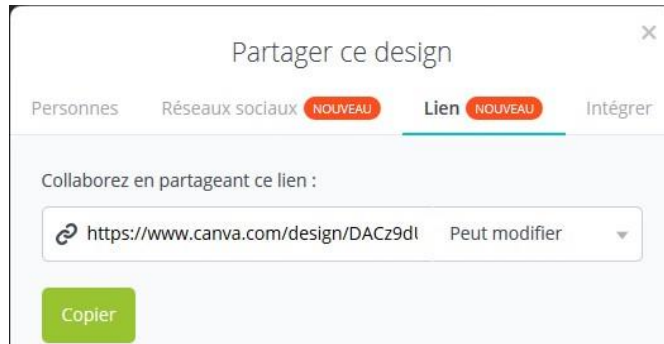 Partager ce design
Personnes Réseaux sociaux NOUVEAU Lien NOUVEAU Intégrer
Collaborez en partageant ce lien :
https://www.canva.com/design/DACz9dU Peut modifier
Copier